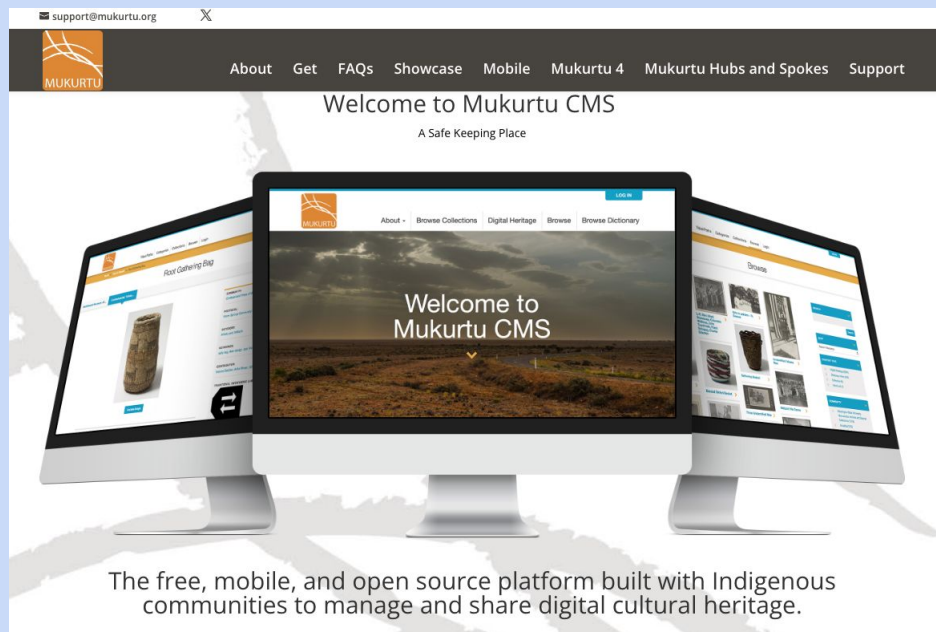 support@mukurtu.org
MUKURTU
About Get FAQs Showcase Mobile Mukurtu 4 Mukurtu Hubs and Spokes Support
Welcome to Mukurtu CMS
A Safe Keeping Place
LOG IN
MUKURTU
About Browse Collections Digital Heritage Browse Browse Dictionary
Welcome to
Mukurtu CMS
Root Gathering Bag
Browse
The free, mobile, and open source platform built with Indigenous
communities to manage and share digital cultural heritage.